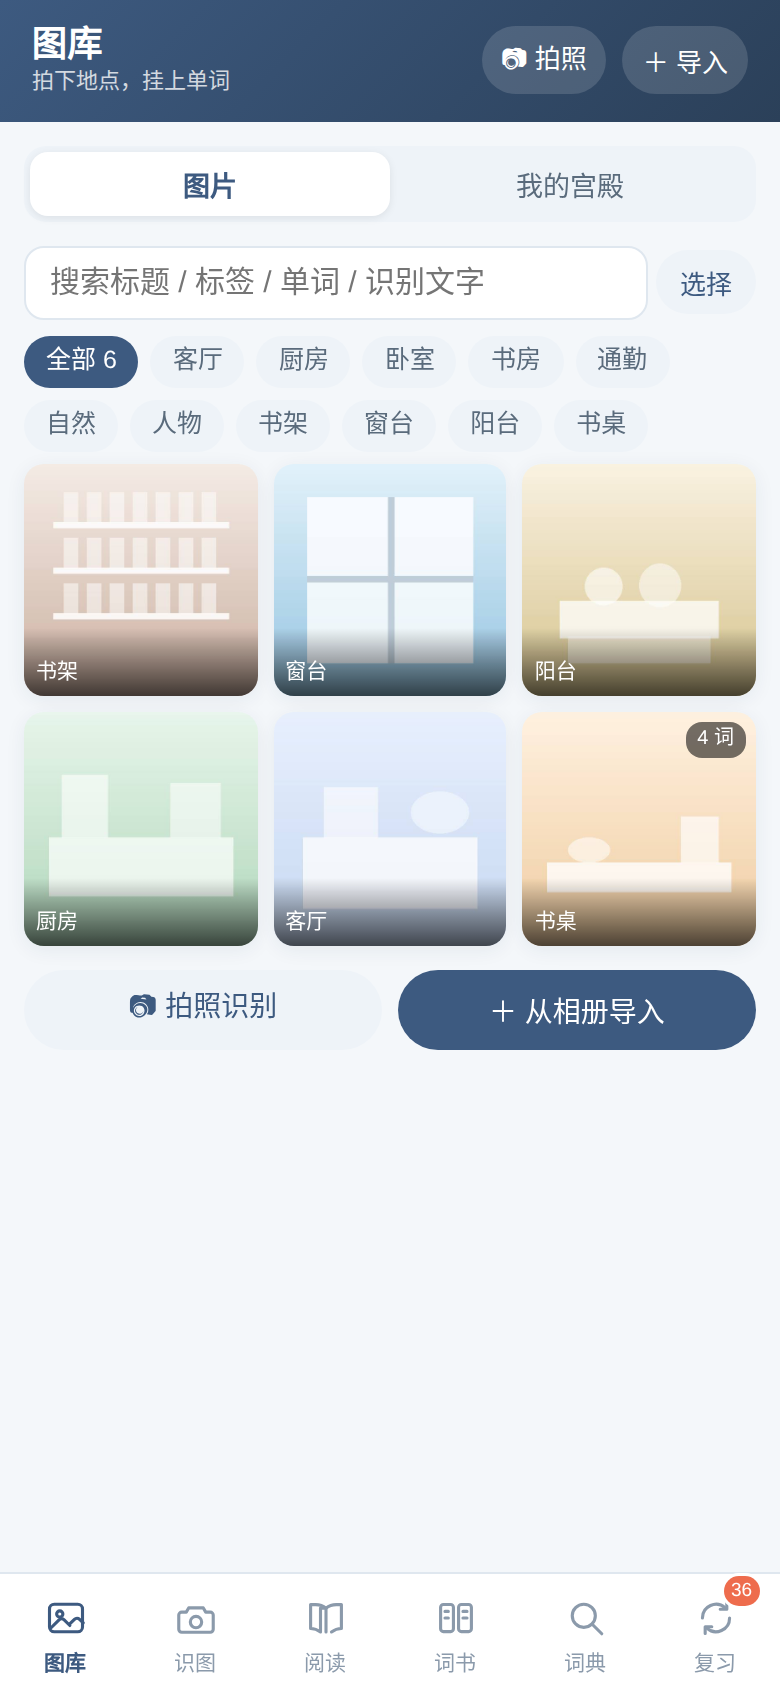 图库
拍下地点，挂上单词
拍照
＋ 导入
图片
我的宫殿
搜索标题 / 标签 / 单词 / 识别文字
选择
全部 6
客厅
厨房
卧室
书房
通勤
自然
人物
书架
窗台
阳台
书桌
书架
窗台
阳台
4 词
厨房
客厅
书桌
拍照识别
＋ 从相册导入
36
图库
识图
阅读
词书
词典
复习